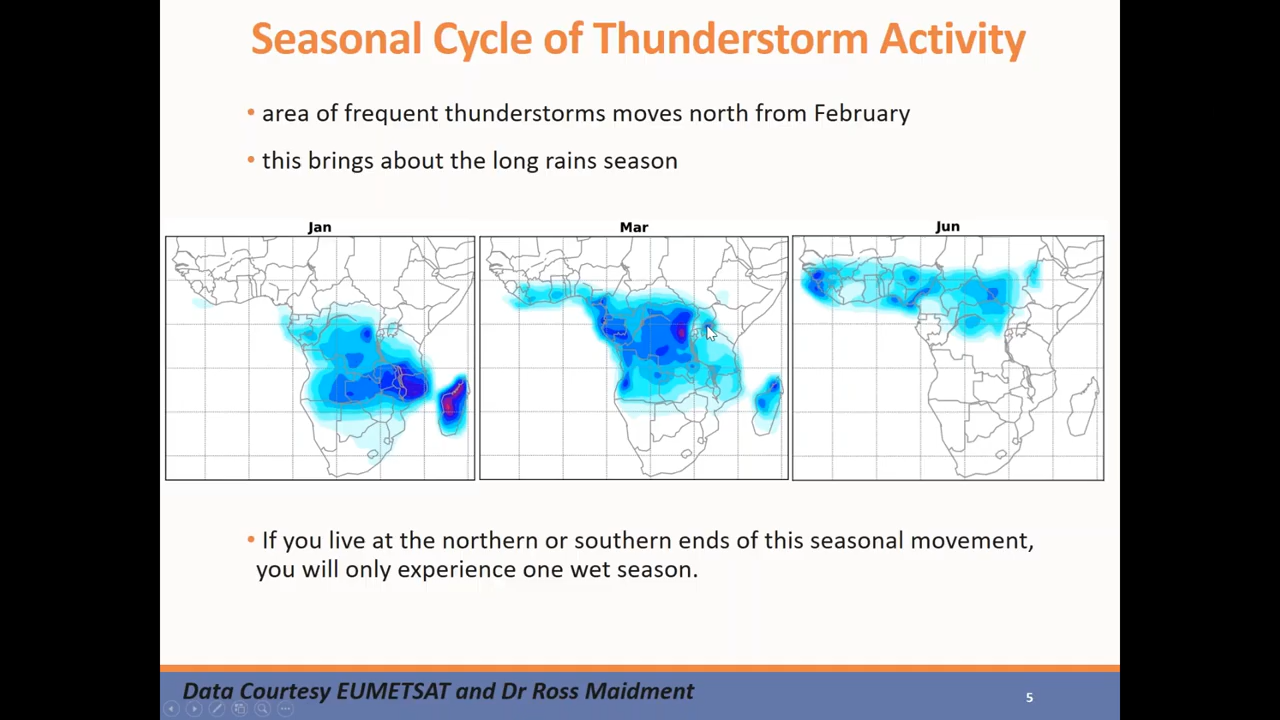 Seasonal Cycle of Thunderstorm Activity
• area of frequent thunderstorms moves north from February
• this brings about the long rains season
Jan
Mar
Jun
• If you live at the northern or southern ends of this seasonal movement,
you will only experience one wet season.
Data Courtesy EUMETSAT and Dr Ross Maidment
5